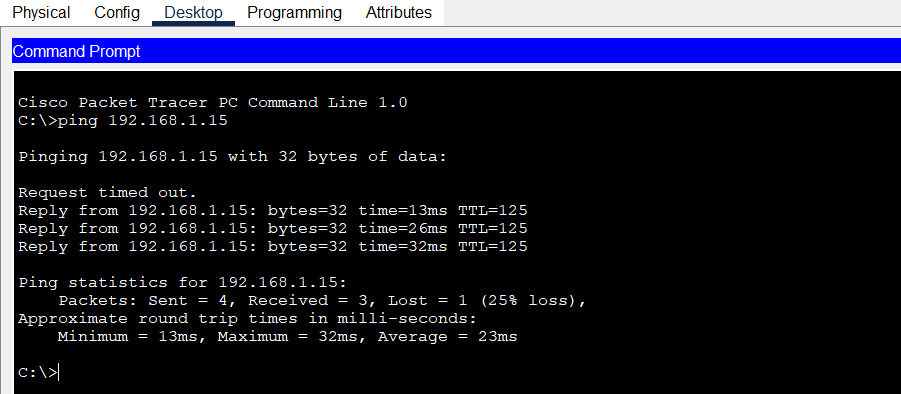 Physical Config Desktop Programming Attributes
Command Prompt
Cisco Packet Tracer PC Command Line 1.0
C:\>ping 192.168.1.15
Pinging 192.168.1.15 with 32 bytes of data:
Request timed out.
Reply from 192.168.1.15: bytes=32 time=13ms TTL=125
Reply from 192.168.1.15: bytes=32 time=26ms TTL=125
Reply from 192.168.1.15: bytes=32 time=32ms TTL=125
Ping statistics for 192.168.1.15:
    Packets: Sent = 4, Received = 3, Lost = 1 (25% loss),
Approximate round trip times in milli-seconds:
    Minimum = 13ms, Maximum = 32ms, Average = 23ms
C:\>